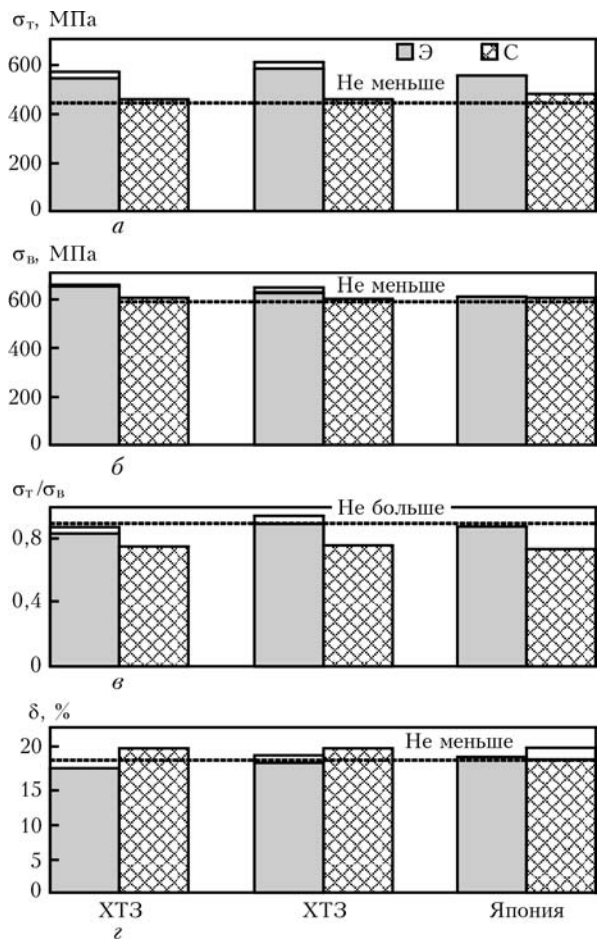 σт, МПа
Э С
600
Не меньше
400
200
0
а
σв, МПа
Не меньше
600
400
200
0
б
σт/σв
Не больше
0,8
0,4
0
в
δ, %
20
Не меньше
15
10
5
0
ХТЗ ХТЗ Япония
г